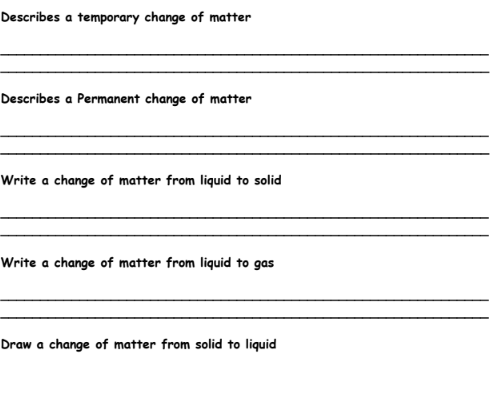 Describes a temporary change of matter
Describes a Permanent change of matter
Write a change of matter from liquid to solid
Write a change of matter from liquid to gas
Draw a change of matter from solid to liquid